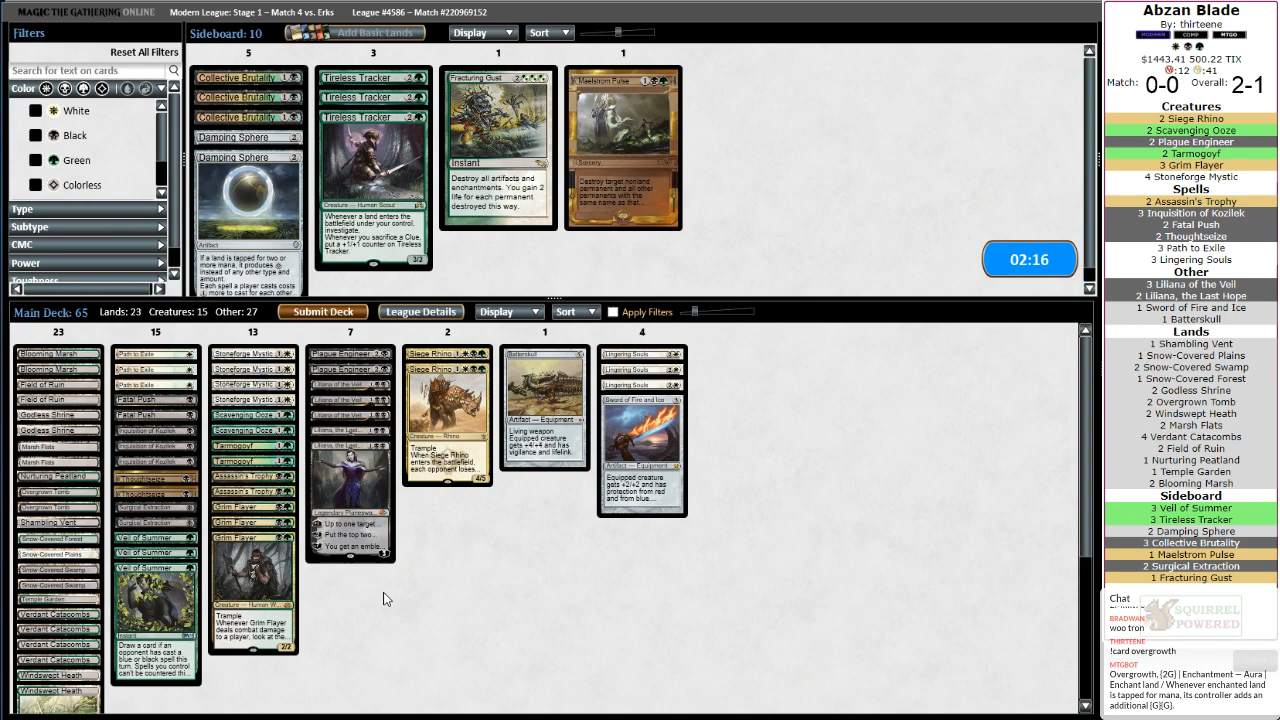 MAGIC THE GATHERING ONLINE
Modern League: Stage 1 – Match 4 vs. Erks
League #4586 – Match #220969152
Filters
Reset All Filters
Search for text on cards
Color
White
Black
Green
Colorless
Type
Subtype
CMC
Power
Toughness
Sideboard: 10
Add Basic Lands
Display
Sort
5
3
1
1
Collective Brutality
Collective Brutality
Collective Brutality
Damping Sphere
Damping Sphere
Artifact
If a land is tapped for two or
more mana, it produces
instead of any other type and
amount.
Each spell a player casts costs
more to cast for each other
Tireless Tracker
Tireless Tracker
Tireless Tracker
Creature — Human Scout
Whenever a land enters the
battlefield under your control,
investigate.
Whenever you sacrifice a Clue,
put a +1/+1 counter on Tireless
Tracker.
3/2
Fracturing Gust
Instant
Destroy all artifacts and
enchantments. You gain 2
life for each permanent
destroyed this way.
Maelstrom Pulse
Sorcery
Destroy target nonland
permanent and all other
permanents with the
same name as that...
02:16
Main Deck: 65
Lands: 23 Creatures: 15 Other: 27
Submit Deck
League Details
Display
Sort
Apply Filters
23
15
13
7
2
1
4
Blooming Marsh
Blooming Marsh
Field of Ruin
Field of Ruin
Godless Shrine
Godless Shrine
Marsh Flats
Marsh Flats
Nurturing Peatland
Overgrown Tomb
Overgrown Tomb
Shambling Vent
Snow-Covered Forest
Snow-Covered Plains
Snow-Covered Swamp
Snow-Covered Swamp
Temple Garden
Verdant Catacombs
Verdant Catacombs
Verdant Catacombs
Verdant Catacombs
Windswept Heath
Windswept Heath
Path to Exile
Path to Exile
Path to Exile
Fatal Push
Fatal Push
Inquisition of Kozilek
Inquisition of Kozilek
Inquisition of Kozilek
Thoughtseize
Thoughtseize
Surgical Extraction
Surgical Extraction
Veil of Summer
Veil of Summer
Veil of Summer
Instant
Draw a card if an
opponent has cast a
blue or black spell this
turn. Spells you control
can't be countered thi...
Stoneforge Mystic
Stoneforge Mystic
Stoneforge Mystic
Stoneforge Mystic
Scavenging Ooze
Scavenging Ooze
Tarmogoyf
Tarmogoyf
Assassin's Trophy
Assassin's Trophy
Grim Flayer
Grim Flayer
Grim Flayer
Creature — Human W...
Trample
Whenever Grim Flayer
deals combat damage
to a player, look at the...
2/2
Plague Engineer
Plague Engineer
Liliana of the Veil
Liliana of the Veil
Liliana of the Veil
Liliana, the Last...
Liliana, the Last...
Legendary Planeswa...
Up to one target...
Put the top two...
You get an emble...
3
Siege Rhino
Siege Rhino
Creature — Rhino
Trample
When Siege Rhino
enters the battlefield,
each opponent loses...
4/5
Batterskull
Artifact — Equipment
Living weapon
Equipped creature
gets +4/+4 and has
vigilance and lifelink.
Lingering Souls
Lingering Souls
Lingering Souls
Sword of Fire and Ice
Artifact — Equipment
Equipped creature
gets +2/+2 and has
protection from red
and from blue....
Abzan Blade
By: thirteene
MODERN COMP MTGO
$1443.41 500.22 TIX
:12 :41
Match: 0-0 Overall: 2-1
Creatures
2 Siege Rhino
2 Scavenging Ooze
2 Plague Engineer
2 Tarmogoyf
3 Grim Flayer
4 Stoneforge Mystic
Spells
2 Assassin's Trophy
3 Inquisition of Kozilek
2 Fatal Push
2 Thoughtseize
3 Path to Exile
3 Lingering Souls
Other
3 Liliana of the Veil
2 Liliana, the Last Hope
1 Sword of Fire and Ice
1 Batterskull
Lands
1 Shambling Vent
1 Snow-Covered Plains
2 Snow-Covered Swamp
1 Snow-Covered Forest
2 Godless Shrine
2 Overgrown Tomb
2 Windswept Heath
2 Marsh Flats
4 Verdant Catacombs
2 Field of Ruin
1 Nurturing Peatland
1 Temple Garden
2 Blooming Marsh
Sideboard
3 Veil of Summer
3 Tireless Tracker
2 Damping Sphere
3 Collective Brutality
1 Maelstrom Pulse
2 Surgical Extraction
1 Fracturing Gust
Chat
SQUIRREL
POWERED
BRADWAN
woo tron
THIRTEENE
!card overgrowth
MTGBOT
Overgrowth, {2G} | Enchantment — Aura |
Enchant land / Whenever enchanted land
is tapped for mana, its controller adds an
additional {G}{G}.